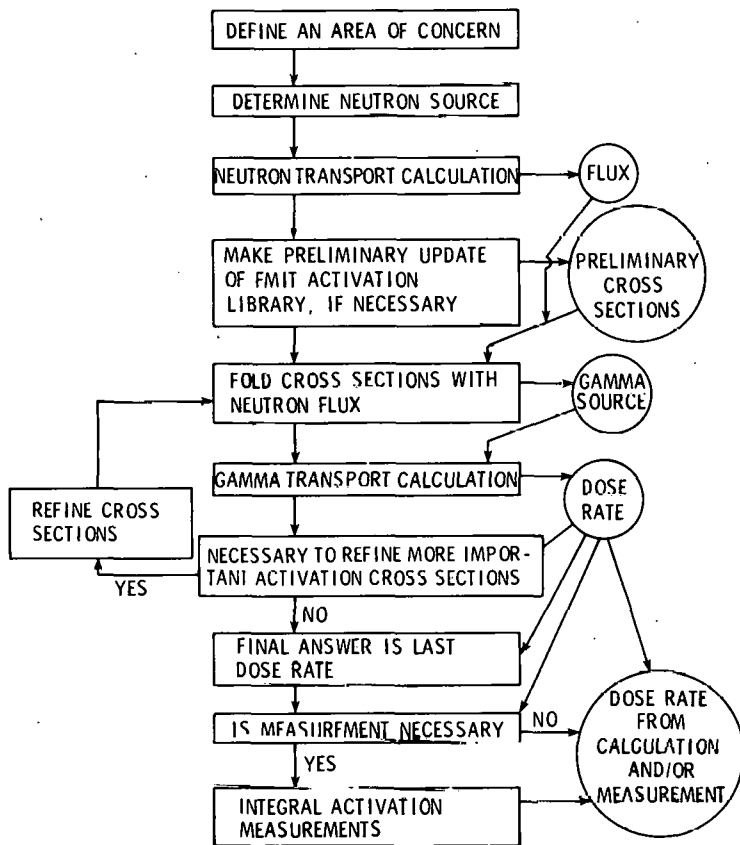 DEFINE AN AREA OF CONCERN
DETERMINE NEUTRON SOURCE
NEUTRON TRANSPORT CALCULATION
FLUX
MAKE PRELIMINARY UPDATE
OF FMIT ACTIVATION
LIBRARY, IF NECESSARY
PRELIMINARY
CROSS
SECTIONS
FOLD CROSS SECTIONS WITH
NEUTRON FLUX
GAMMA
SOURCE
GAMMA TRANSPORT CALCULATION
DOSE
RATE
REFINE CROSS
SECTIONS
NECESSARY TO REFINE MORE IMPOR-
TANT ACTIVATION CROSS SECTIONS
YES
NO
FINAL ANSWER IS LAST
DOSE RATE
IS MEASUREMENT NECESSARY
NO
DOSE RATE
FROM
CALCULATION
AND/OR
MEASUREMENT
YES
INTEGRAL ACTIVATION
MEASUREMENTS